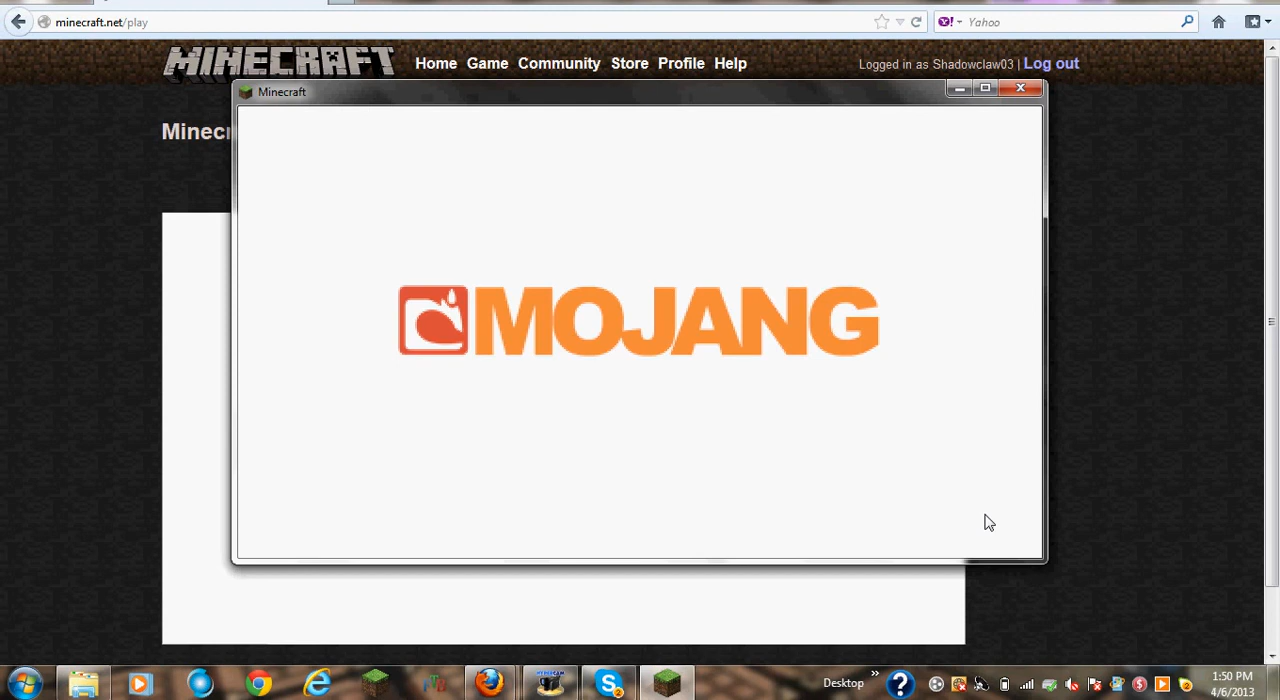 minecraft.net/play
Yahoo
MINECRAFT
Home Game Community Store Profile Help
Logged in as Shadowclaw03 | Log out
Minecraft
Minecr
MOJANG
Desktop
1:50 PM
4/6/2013